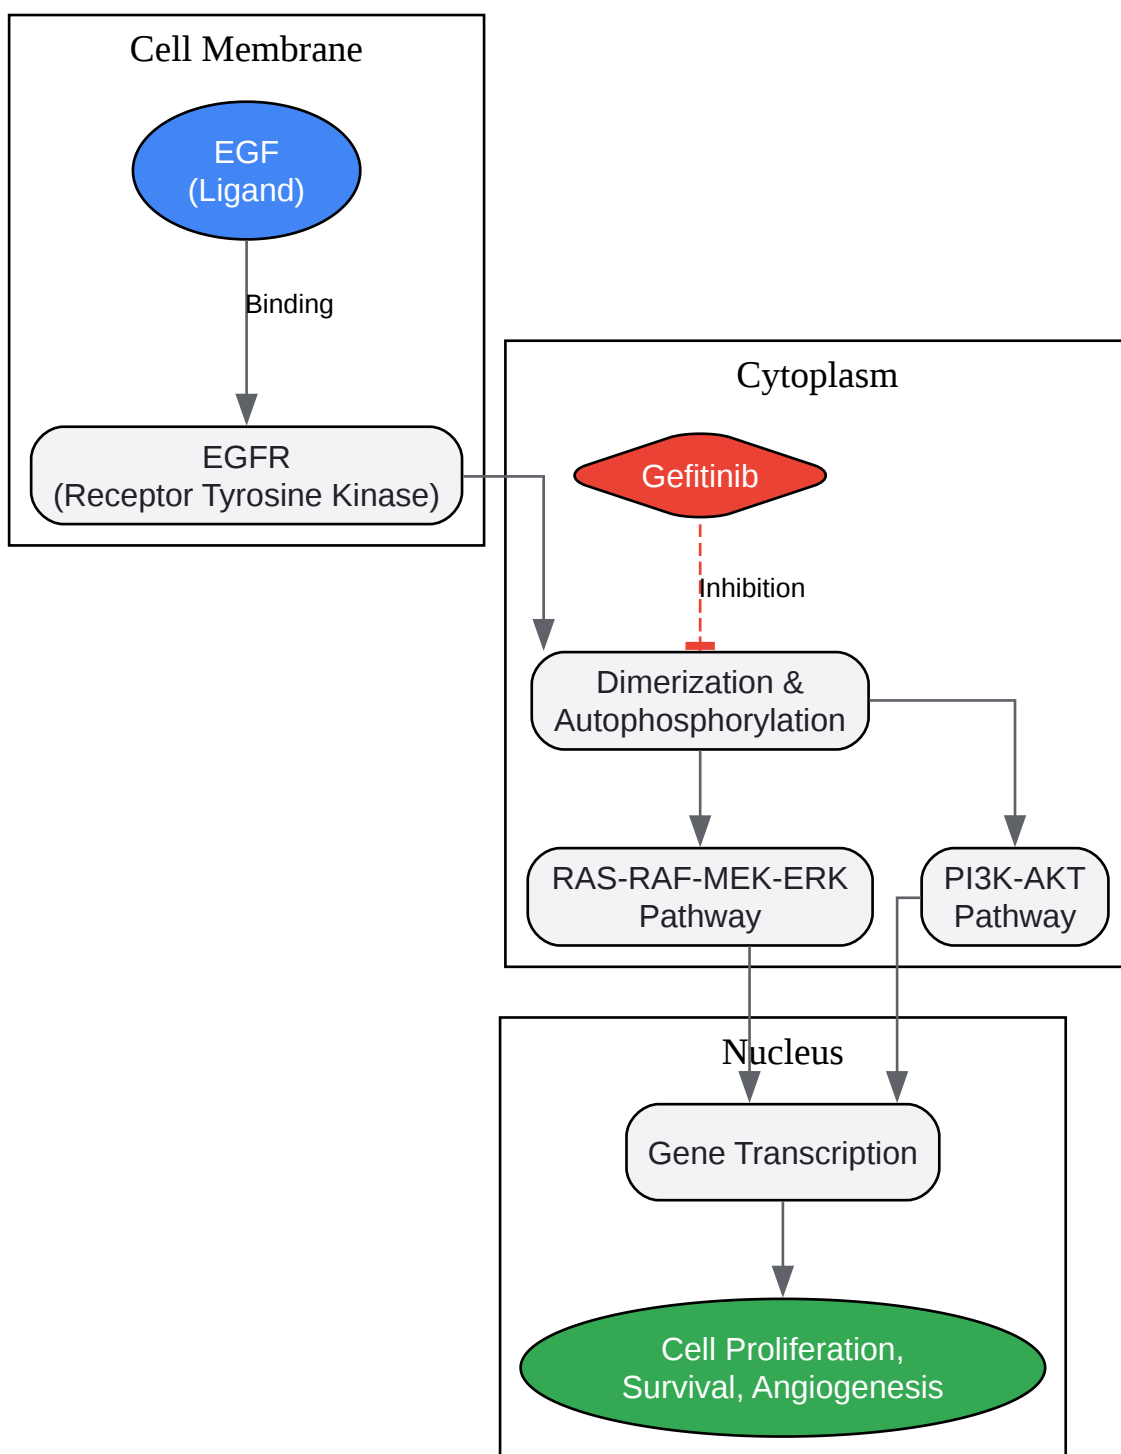 Cell Membrane
EGF
(Ligand)
Binding
EGFR
(Receptor Tyrosine Kinase)
Cytoplasm
Gefitinib
Inhibition
Dimerization &
Autophosphorylation
RAS-RAF-MEK-ERK
Pathway
PI3K-AKT
Pathway
Nucleus
Gene Transcription
Cell Proliferation,
Survival, Angiogenesis